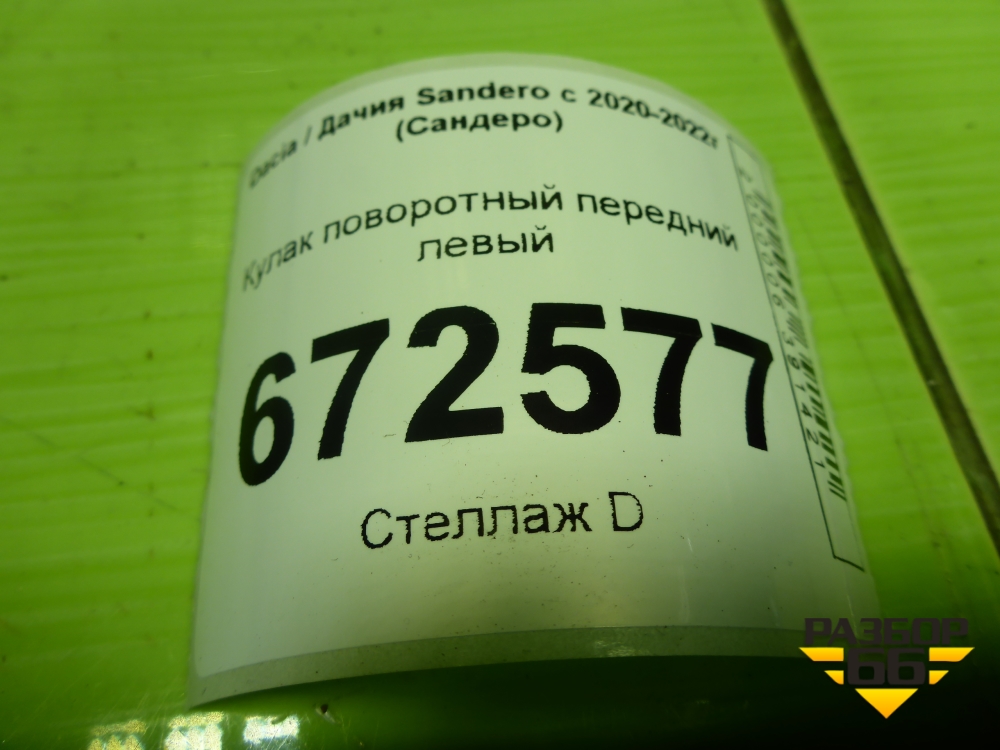 Dacia / Дачия Sandero с 2020-2022г
(Сандеро)
Кулак поворотный передний
левый
672577
Стеллаж D
РАЗБОР
66